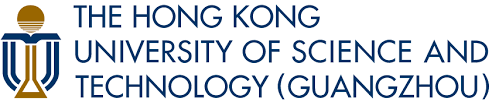 THE HONG KONG
UNIVERSITY OF SCIENCE AND
TECHNOLOGY (GUANGZHOU)